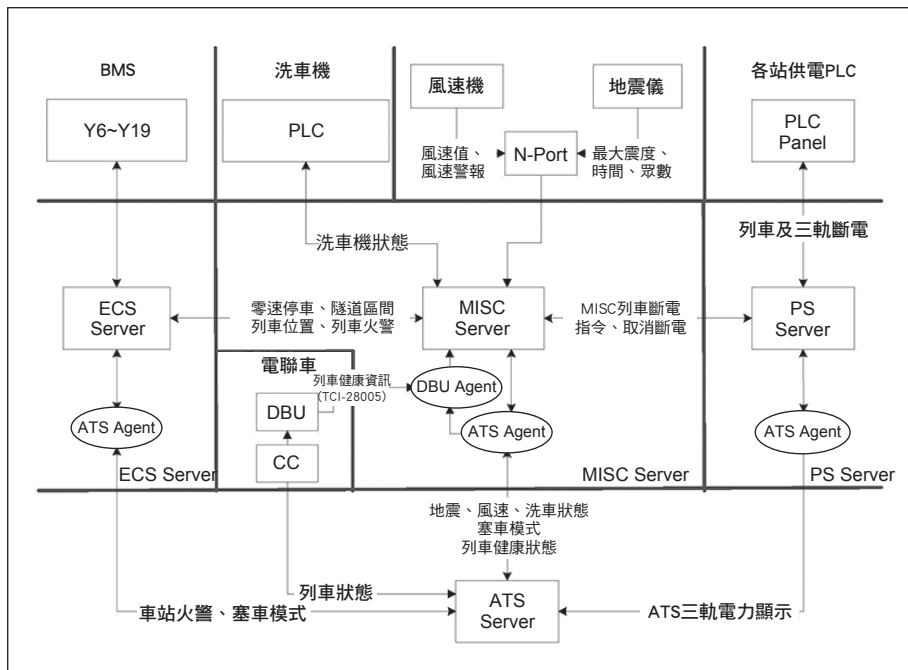 BMS
洗車機
各站供電PLC
風速機
地震儀
Y6~Y19
PLC
N-Port
PLC
Panel
風速值、
風速警報
最大震度、
時間、眾數
洗車機狀態
列車及三軌斷電
ECS
Server
零速停車、隧道區間
列車位置、列車火警
MISC
Server
MISC列車斷電
指令、取消斷電
PS
Server
電聯車
列車健康資訊
(TCI-28005)
DBU Agent
DBU
ATS Agent
ATS Agent
ATS Agent
CC
ECS Server
MISC Server
PS Server
地震、風速、洗車狀態
塞車模式
列車健康狀態
列車狀態
車站火警、塞車模式
ATS
Server
ATS三軌電力顯示